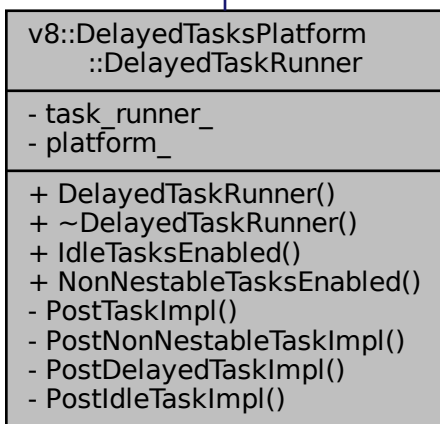 v8::DelayedTasksPlatform
::DelayedTaskRunner
- task_runner_
- platform_
+ DelayedTaskRunner()
+ ~DelayedTaskRunner()
+ IdleTasksEnabled()
+ NonNestableTasksEnabled()
- PostTaskImpl()
- PostNonNestableTaskImpl()
- PostDelayedTaskImpl()
- PostIdleTaskImpl()